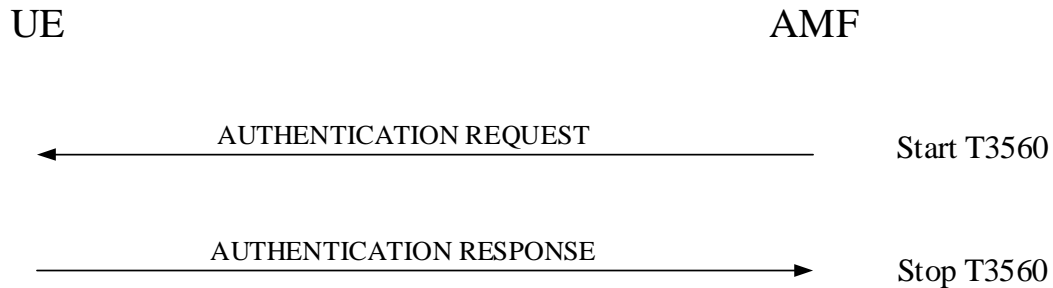 UE AMF
AUTHENTICATION REQUEST Start T3560
AUTHENTICATION RESPONSE Stop T3560